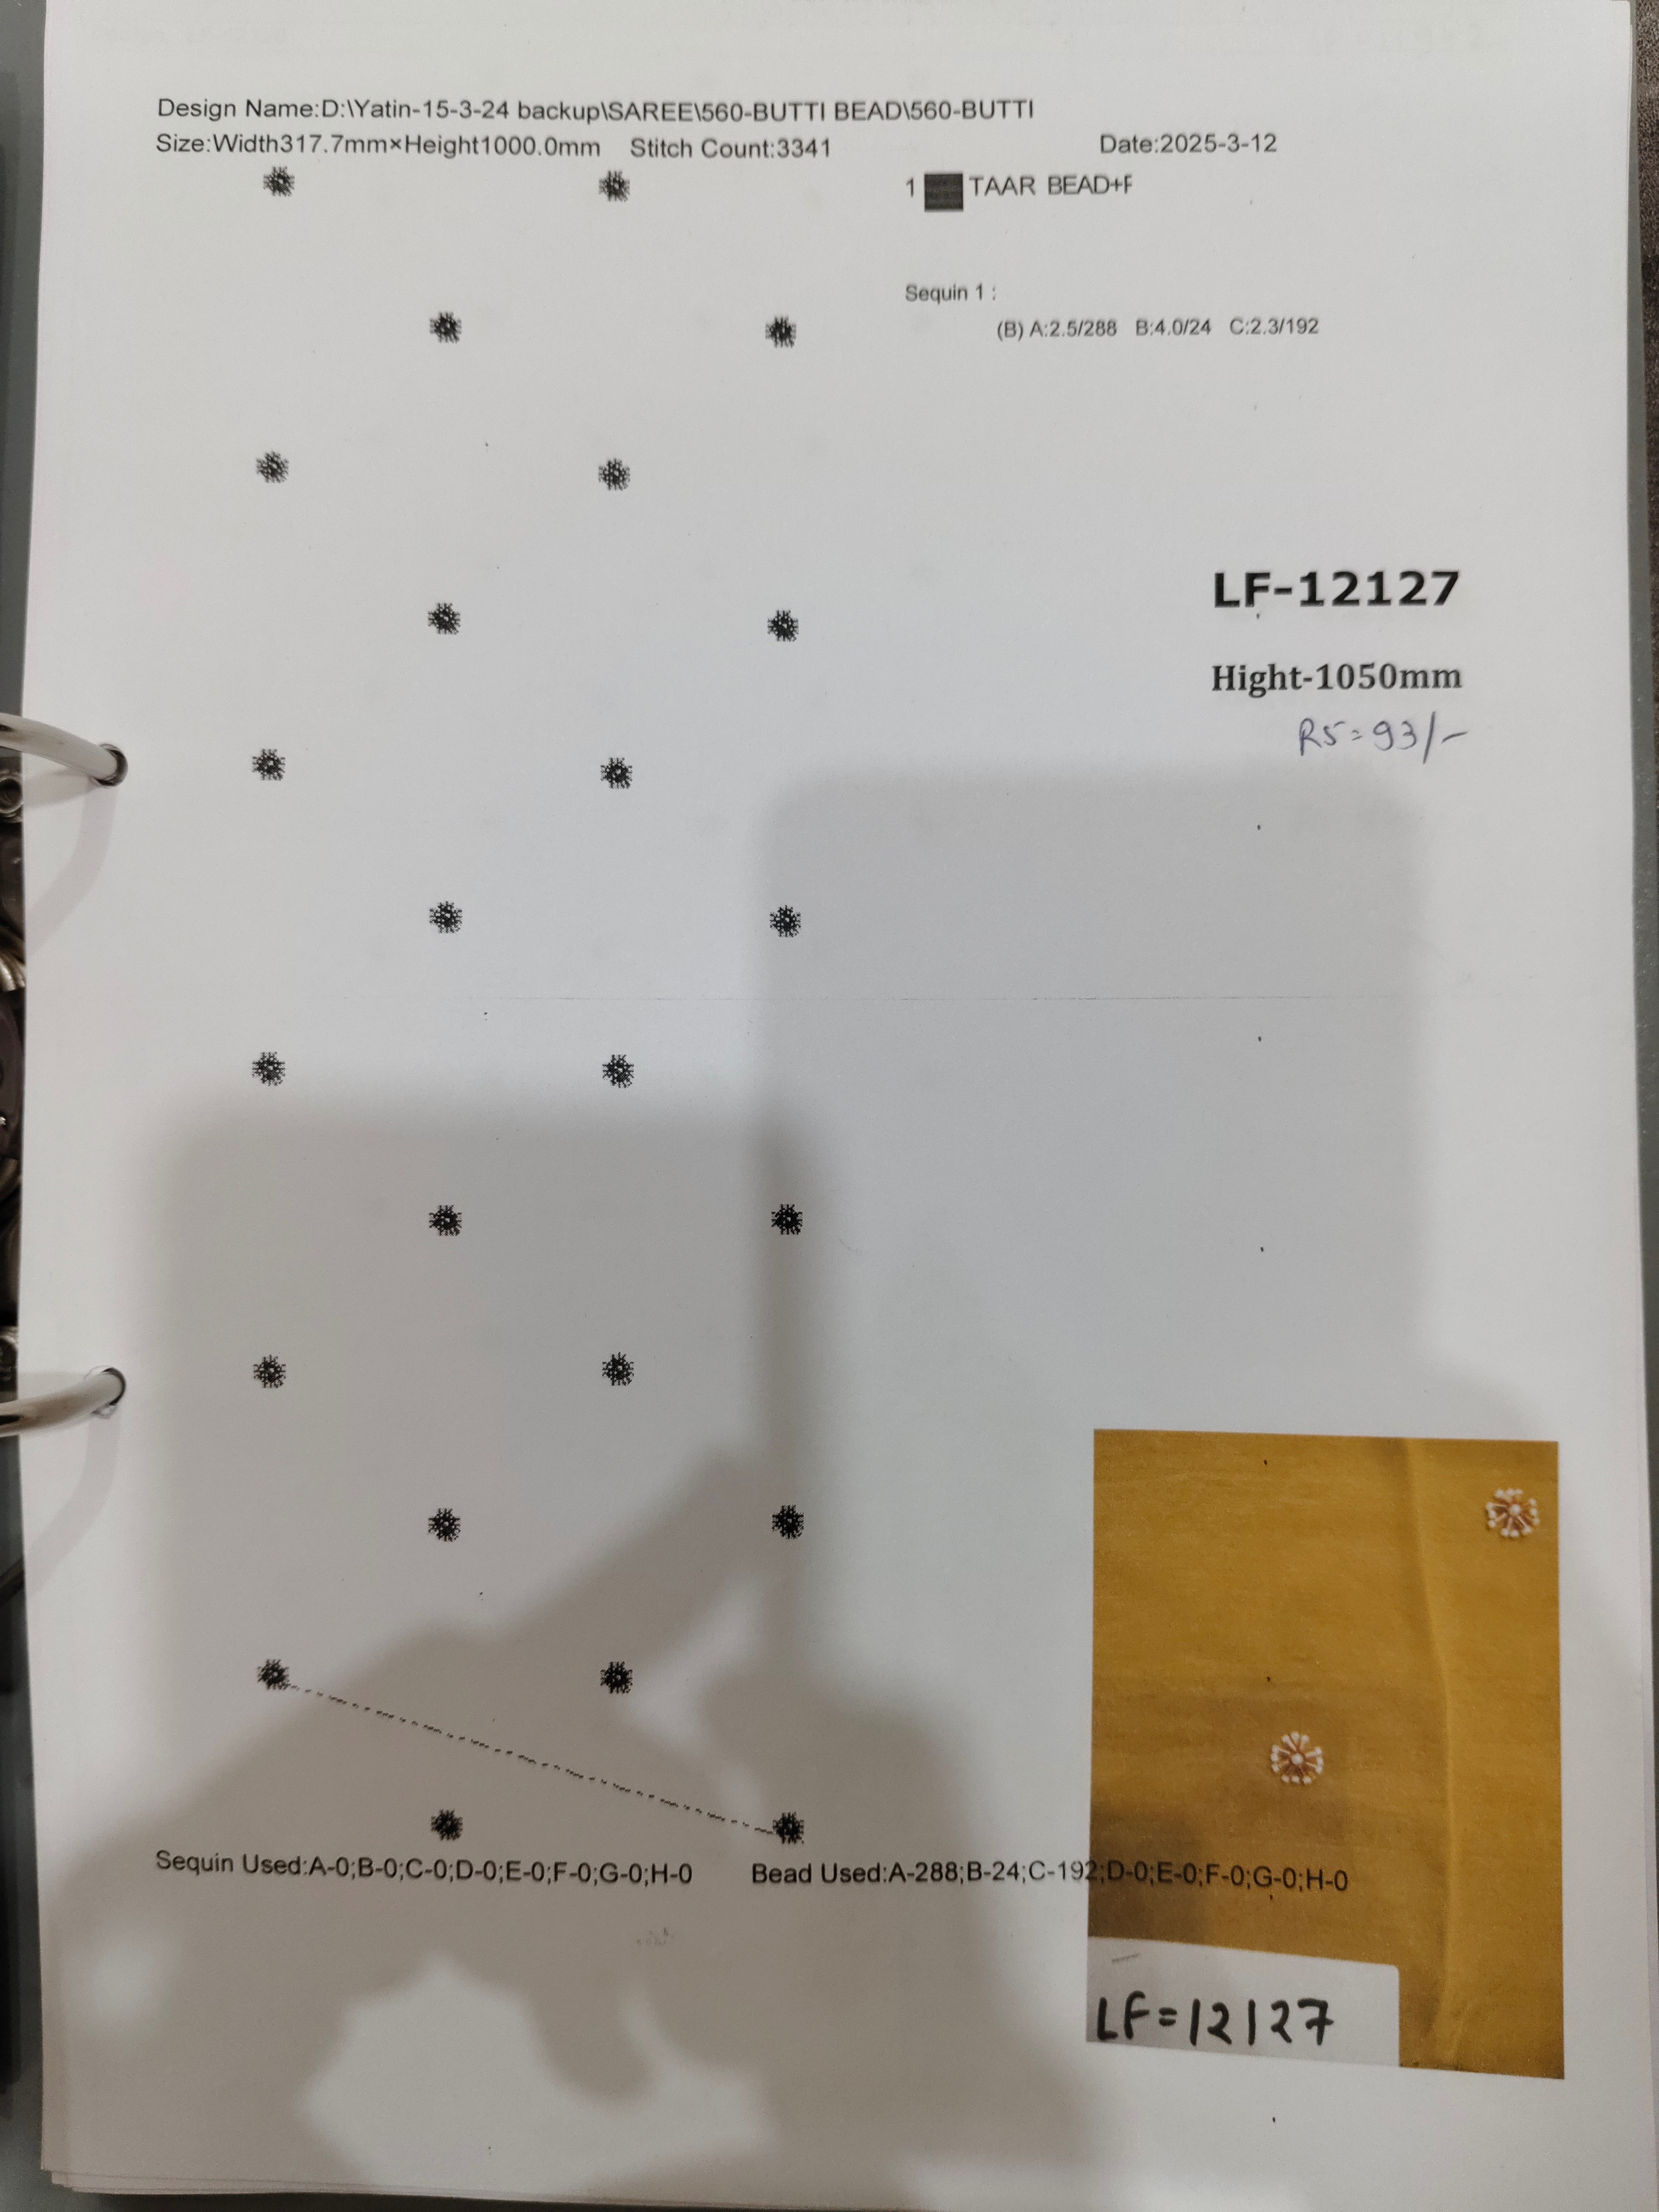 Design Name:D:\Yatin-15-3-24 backup\SAREE\560-BUTTI BEAD\560-BUTTI
Size:Width317.7mm×Height1000.0mm Stitch Count:3341 Date:2025-3-12
1 TAAR BEAD+F
Sequin 1 :
(B) A:2.5/288 B:4.0/24 C:2.3/192
LF-12127
Hight-1050mm
RS=93/-
Sequin Used:A-0;B-0;C-0;D-0;E-0;F-0;G-0;H-0 Bead Used:A-288;B-24;C-192;D-0;E-0;F-0;G-0;H-0
LF=12127